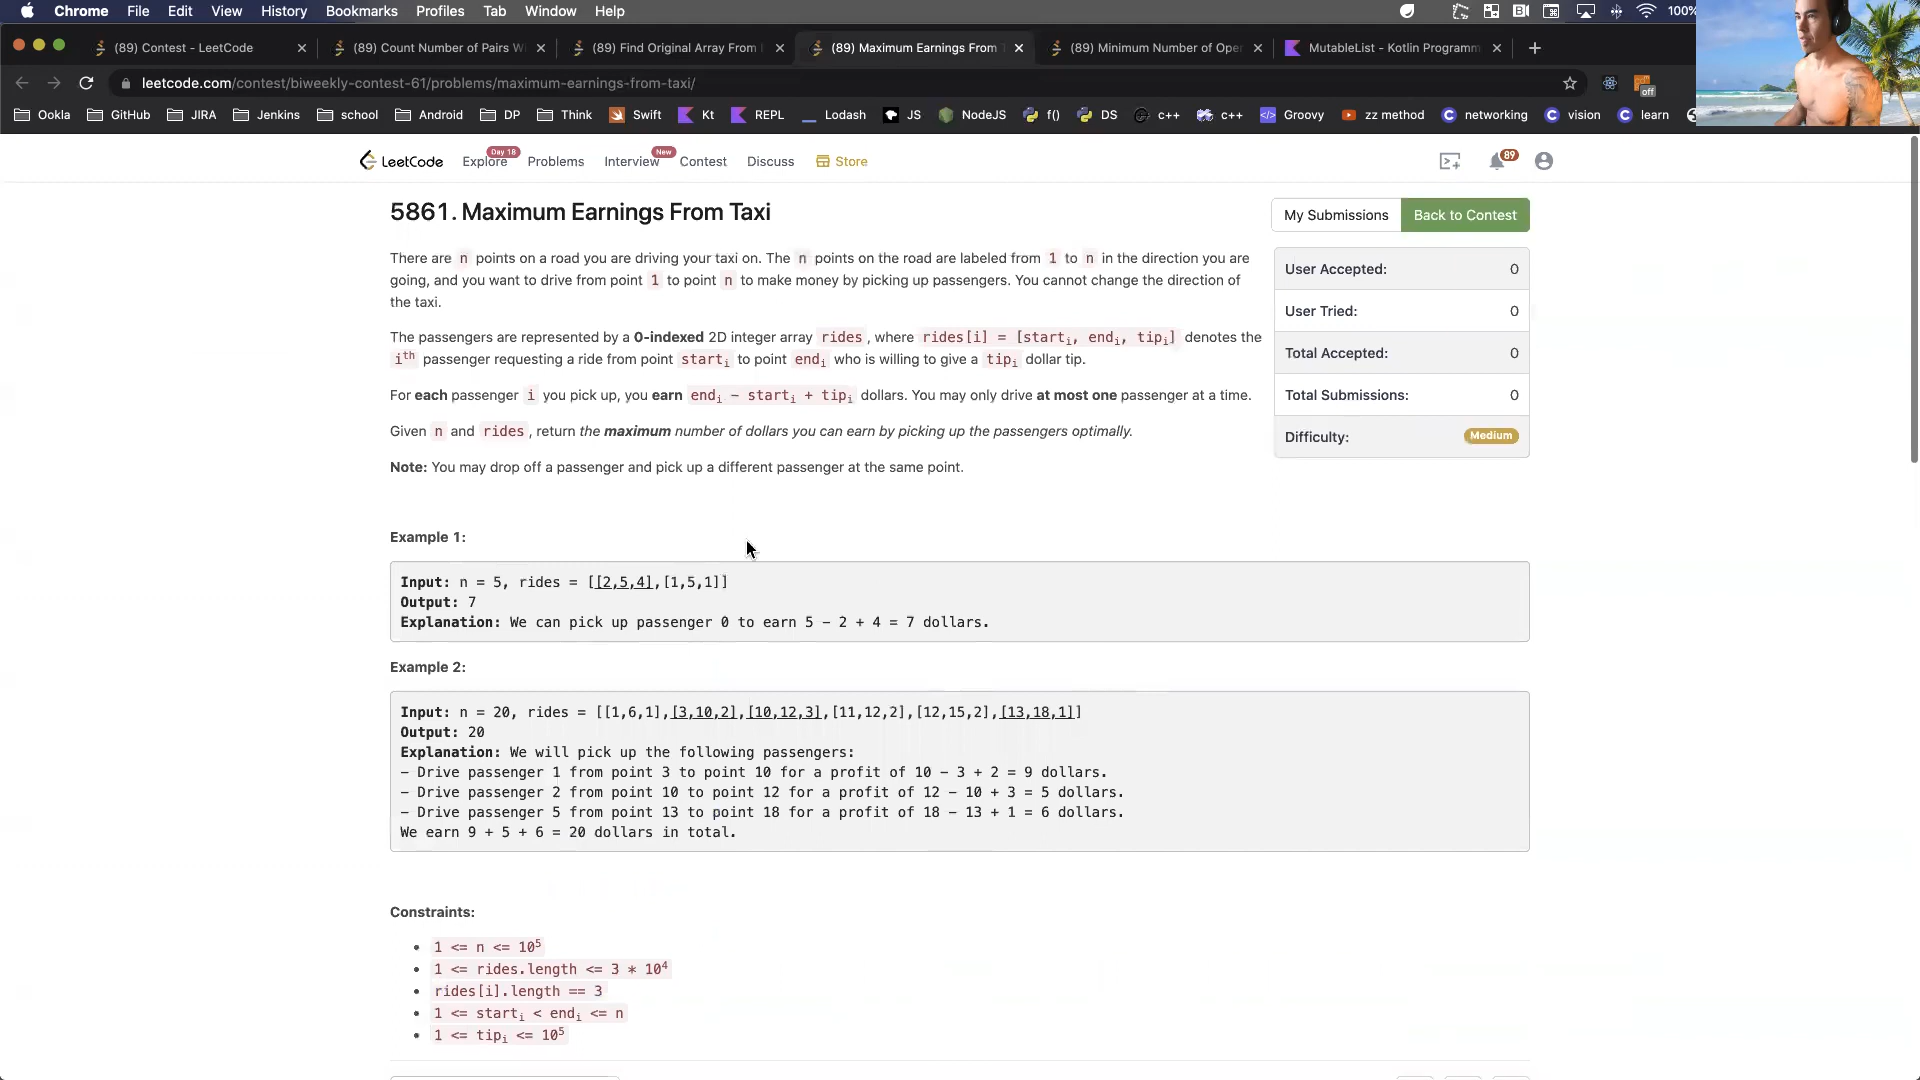 Chrome File Edit View History Bookmarks Profiles Tab Window Help 100%
(89) Contest - LeetCode (89) Count Number of Pairs Wi (89) Find Original Array From (89) Maximum Earnings From T (89) Minimum Number of Oper MutableList - Kotlin Programm
leetcode.com/contest/biweekly-contest-61/problems/maximum-earnings-from-taxi/ off
Ookla GitHub JIRA Jenkins school Android DP Think Swift Kt REPL Lodash JS NodeJS f() DS c++ c++ Groovy zz method networking vision learn
LeetCode Explore Day 18 Problems Interview New Contest Discuss Store 89
5861. Maximum Earnings From Taxi
My Submissions Back to Contest
There are n points on a road you are driving your taxi on. The n points on the road are labeled from 1 to n in the direction you are
going, and you want to drive from point 1 to point n to make money by picking up passengers. You cannot change the direction of
the taxi.
The passengers are represented by a 0-indexed 2D integer array rides, where rides[i] = [starti, endi, tipi] denotes the
ith passenger requesting a ride from point starti to point endi who is willing to give a tipi dollar tip.
For each passenger i you pick up, you earn endi - starti + tipi dollars. You may only drive at most one passenger at a time.
Given n and rides, return the maximum number of dollars you can earn by picking up the passengers optimally.
Note: You may drop off a passenger and pick up a different passenger at the same point.
User Accepted: 0
User Tried: 0
Total Accepted: 0
Total Submissions: 0
Difficulty: Medium
Example 1:
Input: n = 5, rides = [[2,5,4],[1,5,1]]
Output: 7
Explanation: We can pick up passenger 0 to earn 5 - 2 + 4 = 7 dollars.
Example 2:
Input: n = 20, rides = [[1,6,1],[3,10,2],[10,12,3],[11,12,2],[12,15,2],[13,18,1]]
Output: 20
Explanation: We will pick up the following passengers:
- Drive passenger 1 from point 3 to point 10 for a profit of 10 - 3 + 2 = 9 dollars.
- Drive passenger 2 from point 10 to point 12 for a profit of 12 - 10 + 3 = 5 dollars.
- Drive passenger 5 from point 13 to point 18 for a profit of 18 - 13 + 1 = 6 dollars.
We earn 9 + 5 + 6 = 20 dollars in total.
Constraints:
1 <= n <= 10^5
1 <= rides.length <= 3 * 10^4
rides[i].length == 3
1 <= starti < endi <= n
1 <= tipi <= 10^5